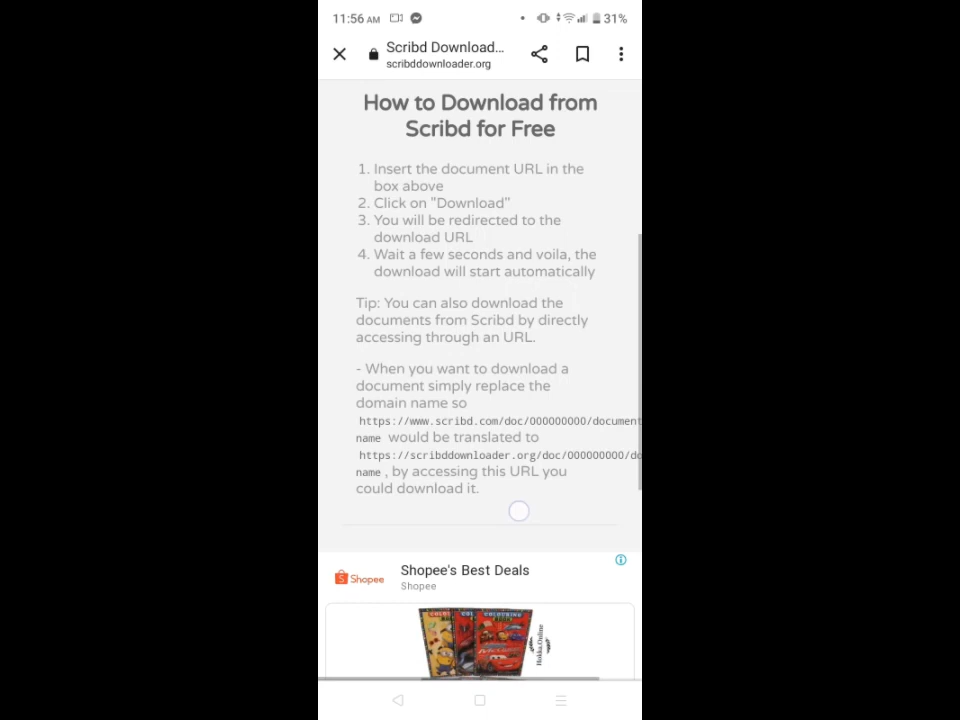 11:56 AM
31%
Scribd Download...
scribddownloader.org
How to Download from
Scribd for Free
1. Insert the document URL in the
box above
2. Click on "Download"
3. You will be redirected to the
download URL
4. Wait a few seconds and voila, the
download will start automatically
Tip: You can also download the
documents from Scribd by directly
accessing through an URL.
- When you want to download a
document simply replace the
domain name so
https://www.scribd.com/doc/000000000/document
name would be translated to
https://scribddownloader.org/doc/000000000/do
name , by accessing this URL you
could download it.
Shopee's Best Deals
Shopee
Shopee
COLOURING
BOOK
Hokka.Online